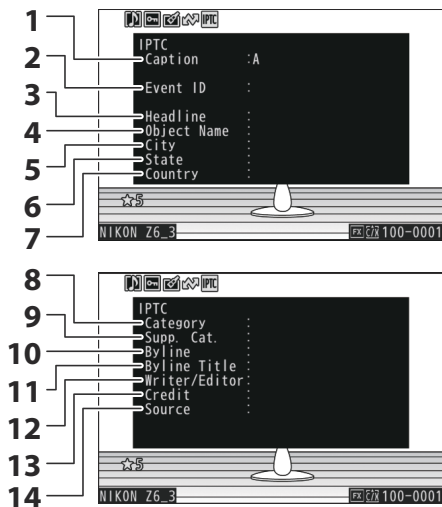 IPTC
1 Caption :A
2 Event ID :
3 Headline :
4 Object Name :
5 City :
6 State :
7 Country :
☆5
NIKON Z6_3 FX 100-0001
IPTC
IPTC
8 Category :
9 Supp. Cat. :
10 Byline :
11 Byline Title :
12 Writer/Editor:
13 Credit :
14 Source :
☆5
NIKON Z6_3 FX 100-0001